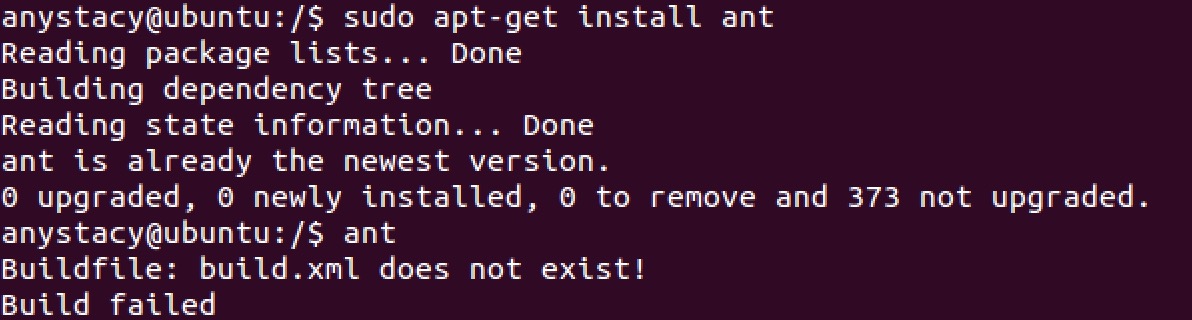 anystacy@ubuntu:/$ sudo apt-get install ant
Reading package lists... Done
Building dependency tree
Reading state information... Done
ant is already the newest version.
0 upgraded, 0 newly installed, 0 to remove and 373 not upgraded.
anystacy@ubuntu:/$ ant
Buildfile: build.xml does not exist!
Build failed